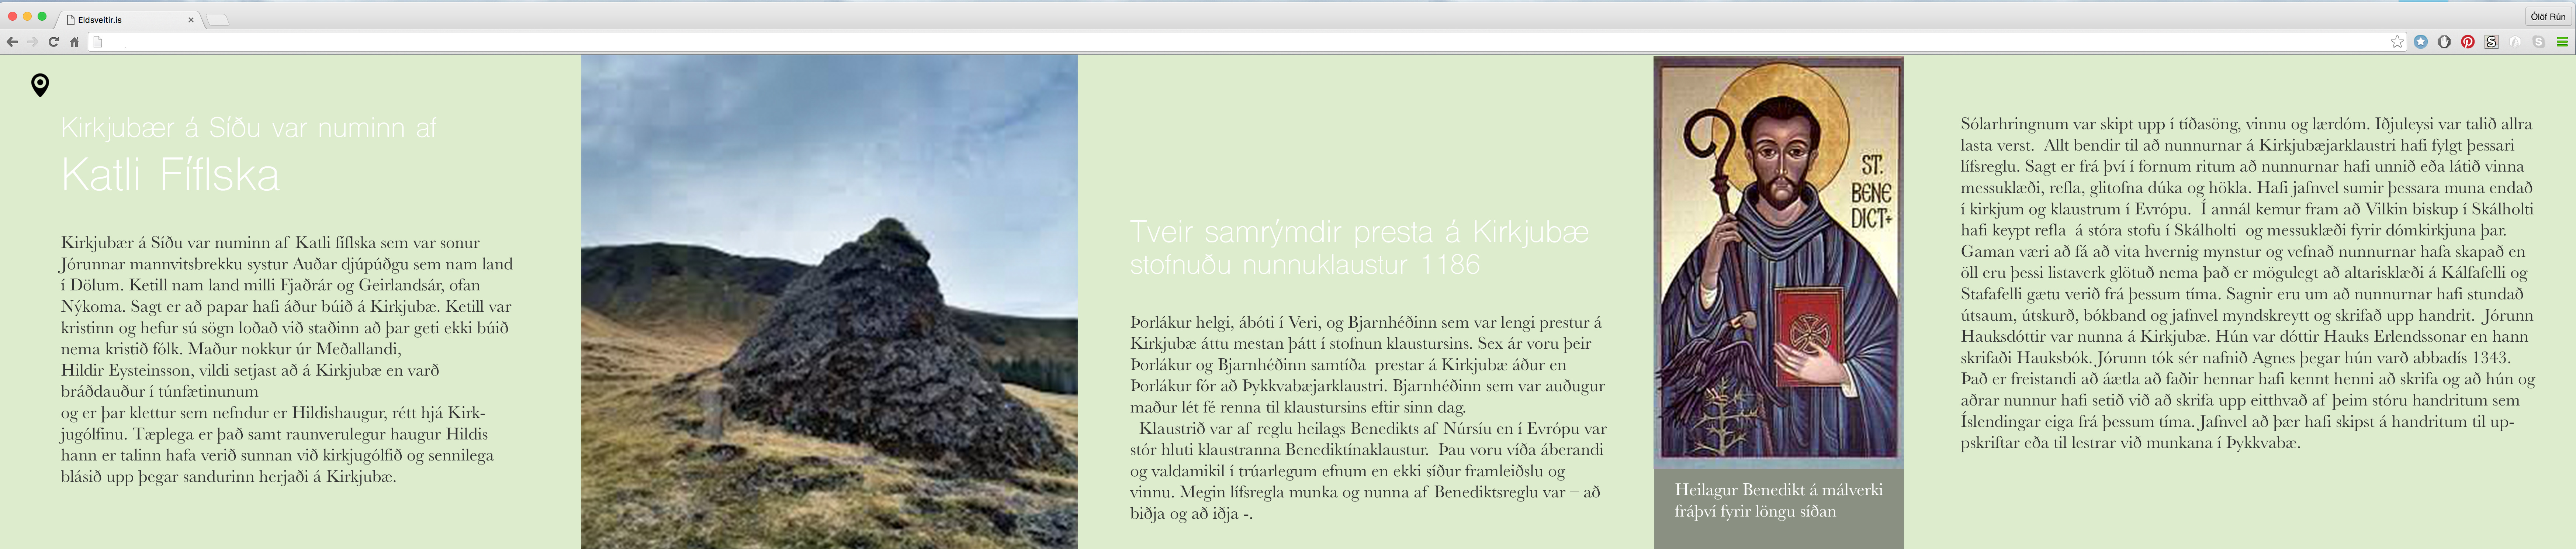 Eldsveitir.is
Ólöf Rún
Kirkjubær á Síðu var numinn af
Katli Fíflska
Kirkjubær á Síðu var numinn af Katli fíflska sem var sonur
Jórunnar mannvitsbrekku systur Auðar djúpúðgu sem nam land
í Dölum. Ketill nam land milli Fjaðrár og Geirlandsár, ofan
Nýkoma. Sagt er að papar hafi áður búið á Kirkjubæ. Ketill var
kristinn og hefur sú sögn loðað við staðinn að þar geti ekki búið
nema kristið fólk. Maður nokkur úr Meðallandi,
Hildir Eysteinsson, vildi setjast að á Kirkjubæ en varð
bráðdauður í túnfætinunum
og er þar klettur sem nefndur er Hildishaugur, rétt hjá Kirk-
jugólfinu. Tæplega er það samt raunverulegur haugur Hildis
hann er talinn hafa verið sunnan við kirkjugólfið og sennilega
blásið upp þegar sandurinn herjaði á Kirkjubæ.
Tveir samrýmdir presta á Kirkjubæ
stofnuðu nunnuklaustur 1186
Þorlákur helgi, ábóti í Veri, og Bjarnhéðinn sem var lengi prestur á
Kirkjubæ áttu mestan þátt í stofnun klaustursins. Sex ár voru þeir
Þorlákur og Bjarnhéðinn samtíða prestar á Kirkjubæ áður en
Þorlákur fór að Þykkvabæjarklaustri. Bjarnhéðinn sem var auðugur
maður lét fé renna til klaustursins eftir sinn dag.
Klaustrið var af reglu heilags Benedikts af Núrsíu en í Evrópu var
stór hluti klaustranna Benediktínaklaustur. Þau voru víða áberandi
og valdamikil í trúarlegum efnum en ekki síður framleiðslu og
vinnu. Megin lífsregla munka og nunna af Benediktsreglu var – að
biðja og að iðja -.
ST.
BENE
DICT+
Heilagur Benedikt á málverki
fráþví fyrir löngu síðan
Sólarhringnum var skipt upp í tíðasöng, vinnu og lærdóm. Iðjuleysi var talið allra
lasta verst. Allt bendir til að nunnurnar á Kirkjubæjarklaustri hafi fylgt þessari
lífsreglu. Sagt er frá því í fornum ritum að nunnurnar hafi unnið eða látið vinna
messuklæði, refla, glitofna dúka og hökla. Hafi jafnvel sumir þessara muna endað
í kirkjum og klaustrum í Evrópu. Í annál kemur fram að Vilkin biskup í Skálholti
hafi keypt refla á stóra stofu í Skálholti og messuklæði fyrir dómkirkjuna þar.
Gaman væri að fá að vita hvernig mynstur og vefnað nunnurnar hafa skapað en
öll eru þessi listaverk glötuð nema það er mögulegt að altarisklæði á Kálfafelli og
Stafafelli gætu verið frá þessum tíma. Sagnir eru um að nunnurnar hafi stundað
útsaum, útskurð, bókband og jafnvel myndskreytt og skrifað upp handrit. Jórunn
Hauksdóttir var nunna á Kirkjubæ. Hún var dóttir Hauks Erlendssonar en hann
skrifaði Hauksbók. Jórunn tók sér nafnið Agnes þegar hún varð abbadís 1343.
Það er freistandi að áætla að faðir hennar hafi kennt henni að skrifa og að hún og
aðrar nunnur hafi setið við að skrifa upp eitthvað af þeim stóru handritum sem
Íslendingar eiga frá þessum tíma. Jafnvel að þær hafi skipst á handritum til up-
pskriftar eða til lestrar við munkana í Þykkvabæ.